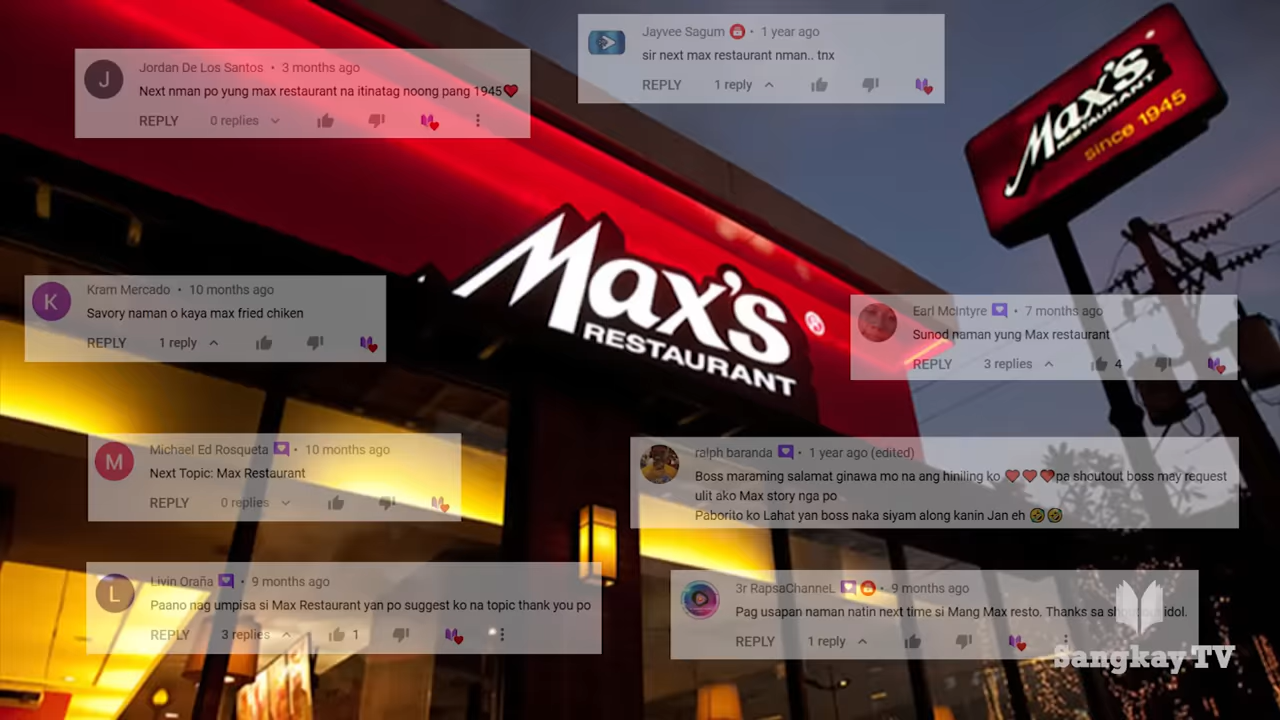 Jayvee Sagum • 1 year ago
sir next max restaurant nman.. tnx
REPLY 1 reply
Jordan De Los Santos • 3 months ago
Next nman po yung max restaurant na itinatag noong pang 1945❤
REPLY 0 replies
J
Max's
RESTAURANT
since 1945
Max's
RESTAURANT
®
Kram Mercado • 10 months ago
K
Savory naman o kaya max fried chiken
REPLY 1 reply
Earl Mcintyre • 7 months ago
Sunod naman yung Max restaurant
REPLY 3 replies 4
Michael Ed Rosqueta • 10 months ago
M
Next Topic: Max Restaurant
REPLY 0 replies
ralph baranda • 1 year ago (edited)
Boss maraming salamat ginawa mo na ang hiniling ko ❤❤❤pa shoutout boss may request
ulit ako Max story nga po
Paborito ko Lahat yan boss naka siyam along kanin Jan eh 🤣🤣
Livin Oraña • 9 months ago
L
Paano nag umpisa si Max Restaurant yan po suggest ko na topic thank you po
REPLY 3 replies 1
3r RapsaChanneL • 9 months ago
Pag usapan naman natin next time si Mang Max resto. Thanks sa idol.
REPLY 1 reply
Sangkay TV